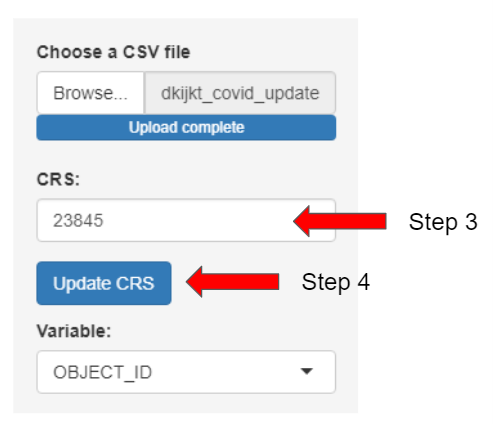 Choose a CSV file
Browse... dkijkt_covid_update
Upload complete
CRS:
23845
Step 3
Update CRS
Step 4
Variable:
OBJECT_ID